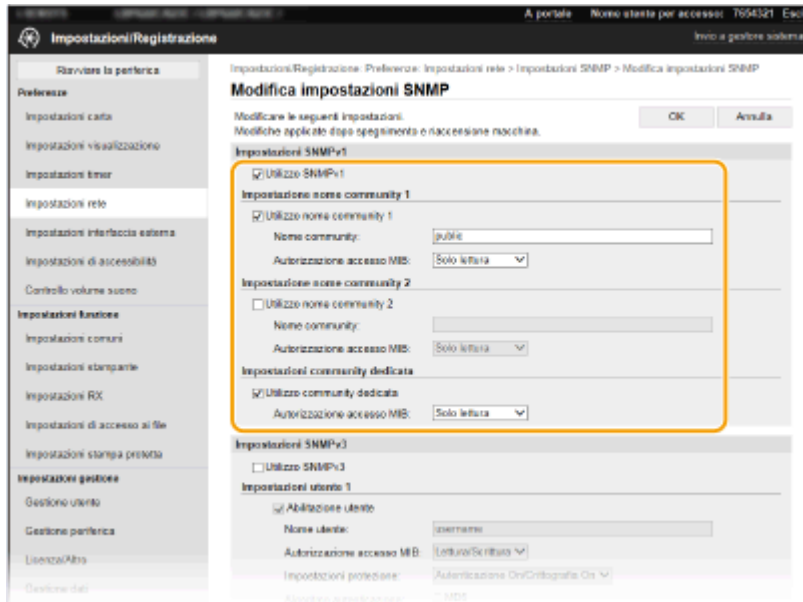 A portale Nome utente per accesso: 7654321 Esc
Impostazioni/Registrazione
Invio a gestore sistema
Riavviare la periferica
Preferenze
Impostazioni carta
Impostazioni visualizzazione
Impostazioni timer
Impostazioni rete
Impostazioni interfaccia esterna
Impostazioni di accessibilità
Controllo volume suono
Impostazioni funzione
Impostazioni comuni
Impostazioni stampante
Impostazioni RX
Impostazioni di accesso ai file
Impostazioni stampa protetta
Impostazioni gestione
Gestione utente
Gestione periferica
Licenza/Altro
Gestione dati
Impostazioni/Registrazione: Preferenze: Impostazioni rete > Impostazioni SNMP > Modifica impostazioni SNMP
Modifica impostazioni SNMP
Modificare le seguenti impostazioni.
Modifiche applicate dopo spegnimento e riaccensione macchina.
OK Annulla
Impostazioni SNMPv1
Utilizzo SNMPv1
Impostazione nome community 1
Utilizzo nome community 1
Nome community: public
Autorizzazione accesso MIB: Solo lettura
Impostazione nome community 2
Utilizzo nome community 2
Nome community:
Autorizzazione accesso MIB: Solo lettura
Impostazioni community dedicata
Utilizzo community dedicata
Autorizzazione accesso MIB: Solo lettura
Impostazioni SNMPv3
Utilizzo SNMPv3
Impostazioni utente 1
Abilitazione utente
Nome utente: username
Autorizzazione accesso MIB: Lettura/Scrittura
Impostazioni protezione: Autenticazione On/Crittografia On
MD5